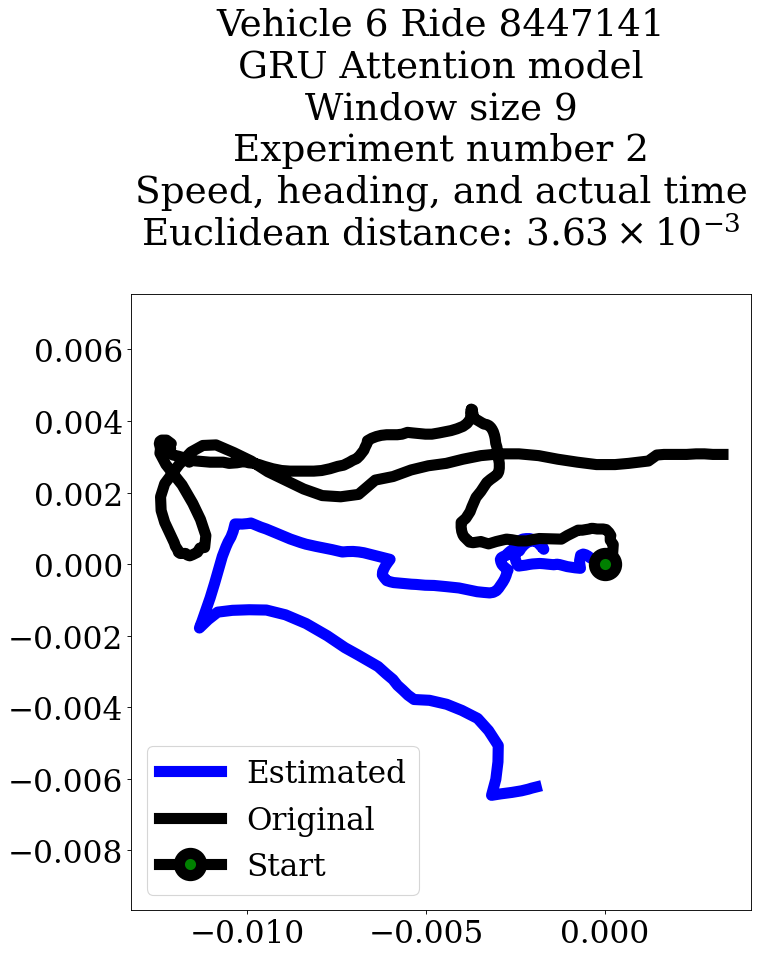 Vehicle 6 Ride 8447141
GRU Attention model
Window size 9
Experiment number 2
Speed, heading, and actual time
Euclidean distance: 3.63 × 10⁻³
0.006
0.004
0.002
0.000
−0.002
−0.004
−0.006
−0.008
Estimated
Original
Start
−0.010 −0.005 0.000